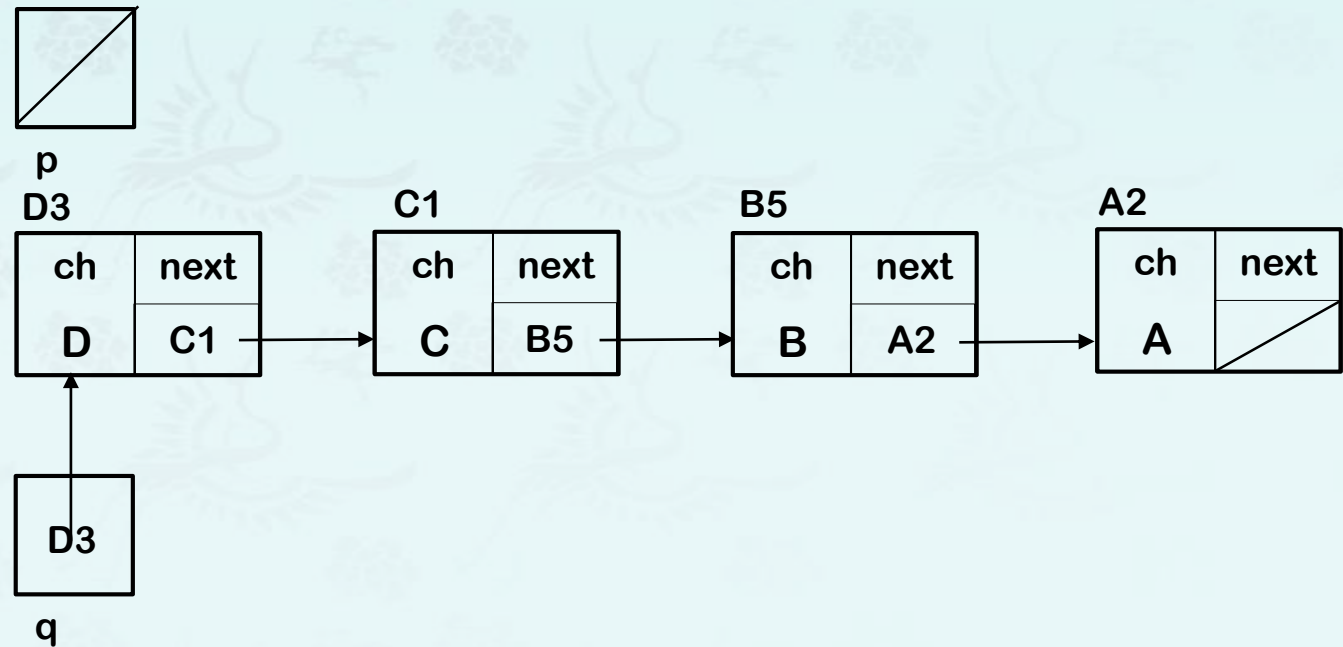 p
D3 C1 B5 A2
ch next ch next ch next ch next
D C1 C B5 B A2 A
D3
q